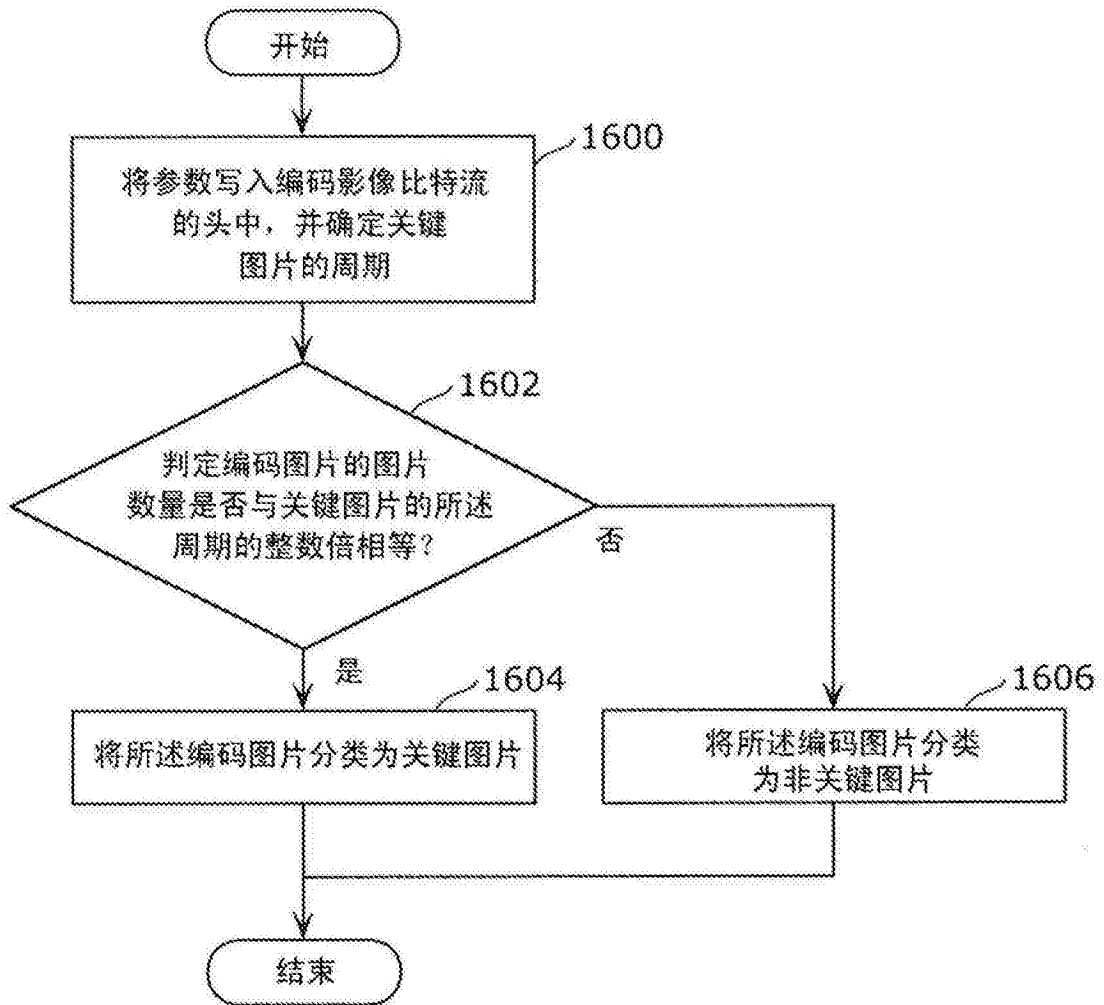 开始
1600
将参数写入编码影像比特流
的头中，并确定关键
图片的周期
1602
判定编码图片的图片
数量是否与关键图片的所述
周期的整数倍相等？
否
是
1604
将所述编码图片分类为关键图片
1606
将所述编码图片分类
为非关键图片
结束